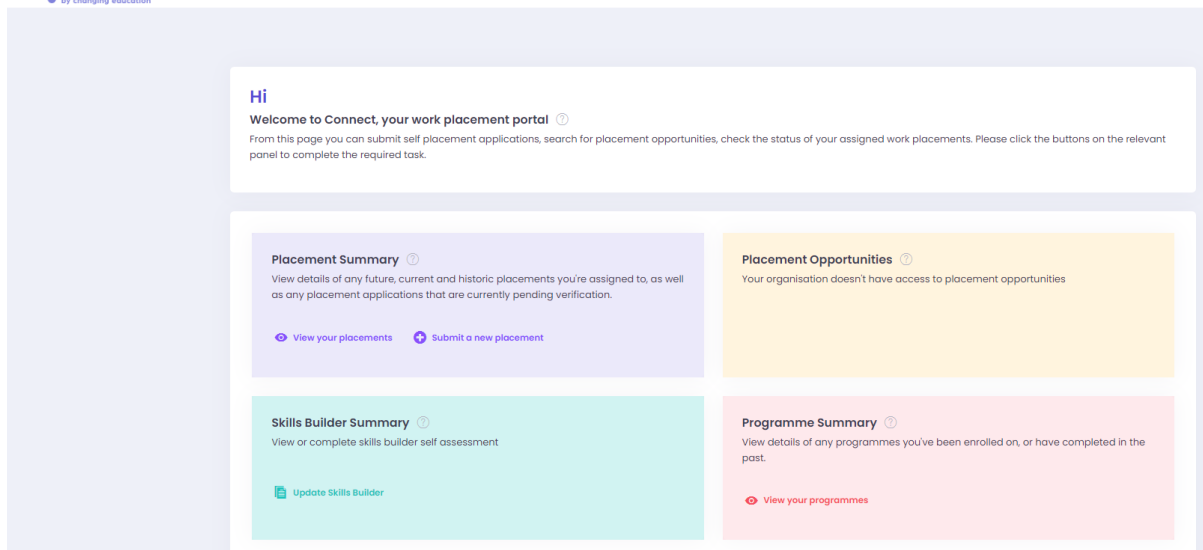 by changing education
Hi
Welcome to Connect, your work placement portal ?
From this page you can submit self placement applications, search for placement opportunities, check the status of your assigned work placements. Please click the buttons on the relevant
panel to complete the required task.
Placement Summary ?
View details of any future, current and historic placements you're assigned to, as well
as any placement applications that are currently pending verification.
View your placements
Submit a new placement
Placement Opportunities ?
Your organisation doesn't have access to placement opportunities
Skills Builder Summary ?
View or complete skills builder self assessment
Update Skills Builder
Programme Summary ?
View details of any programmes you've been enrolled on, or have completed in the
past.
View your programmes